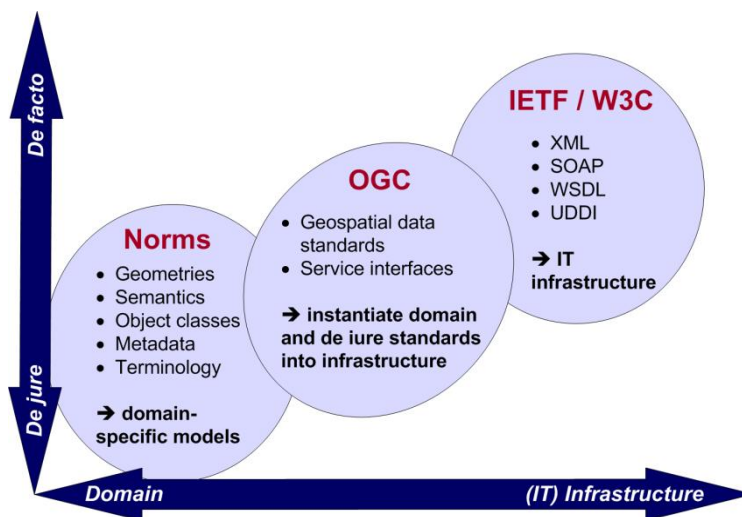 De facto
De jure
IETF / W3C
• XML
• SOAP
• WSDL
• UDDI
➔ IT
infrastructure
OGC
• Geospatial data
standards
• Service interfaces
➔ instantiate domain
and de iure standards
into infrastructure
Norms
• Geometries
• Semantics
• Object classes
• Metadata
• Terminology
➔ domain-
specific models
Domain
(IT) Infrastructure